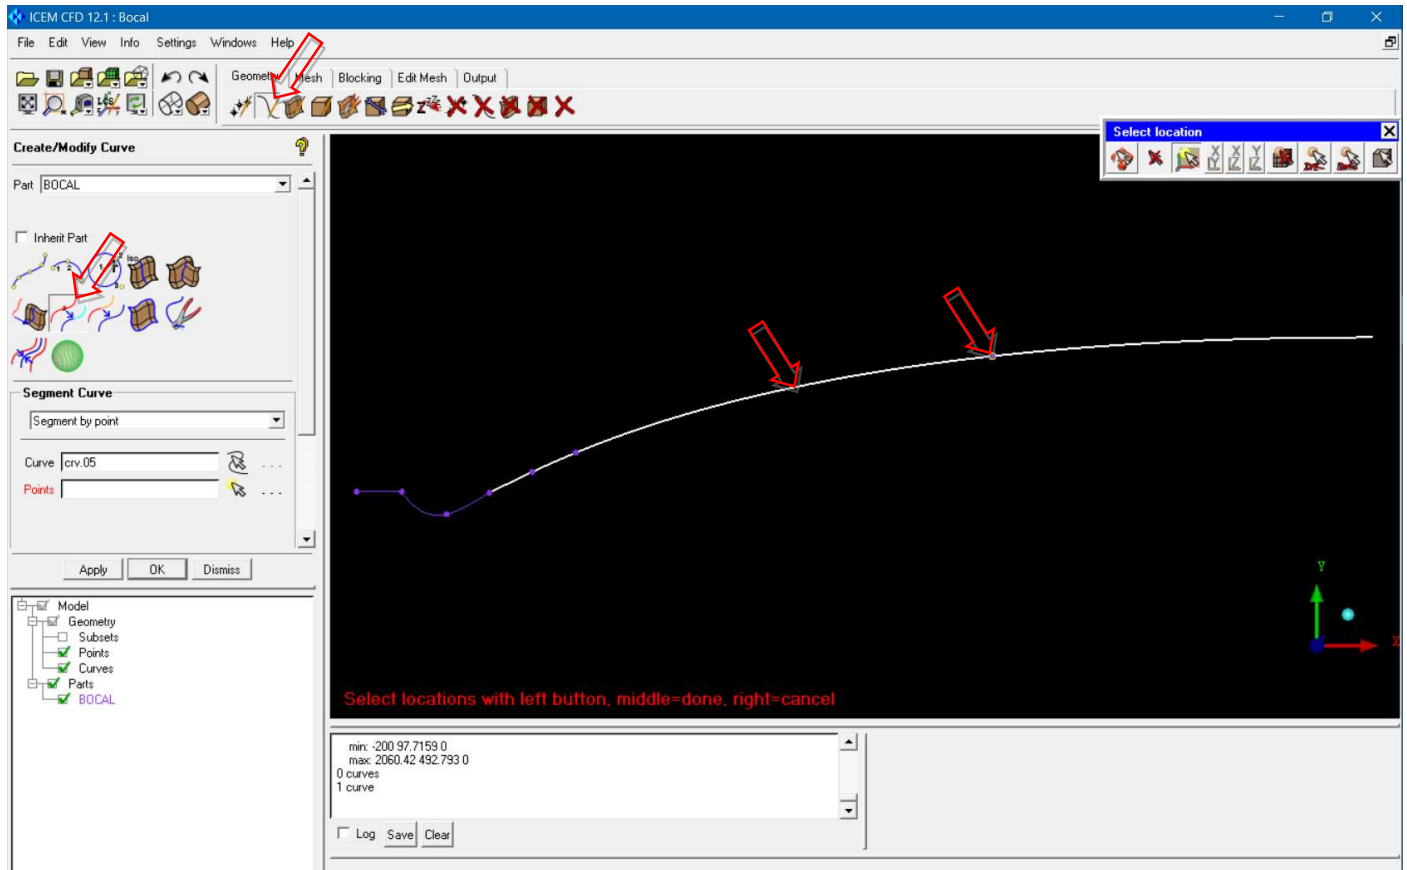 ICEM CFD 12.1 : Bocal
File Edit View Info Settings Windows Help
Geometry Mesh Blocking Edit Mesh Output
Select location
Create/Modify Curve
Part BOCAL
Inherit Part
Segment Curve
Segment by point
Curve crv.05
Points
Apply OK Dismiss
Model
Geometry
Subsets
Points
Curves
Parts
BOCAL
Y
X
Select locations with left button, middle=done, right=cancel
min: -200 97.7159 0
max: 2060.42 492.793 0
0 curves
1 curve
Log Save Clear